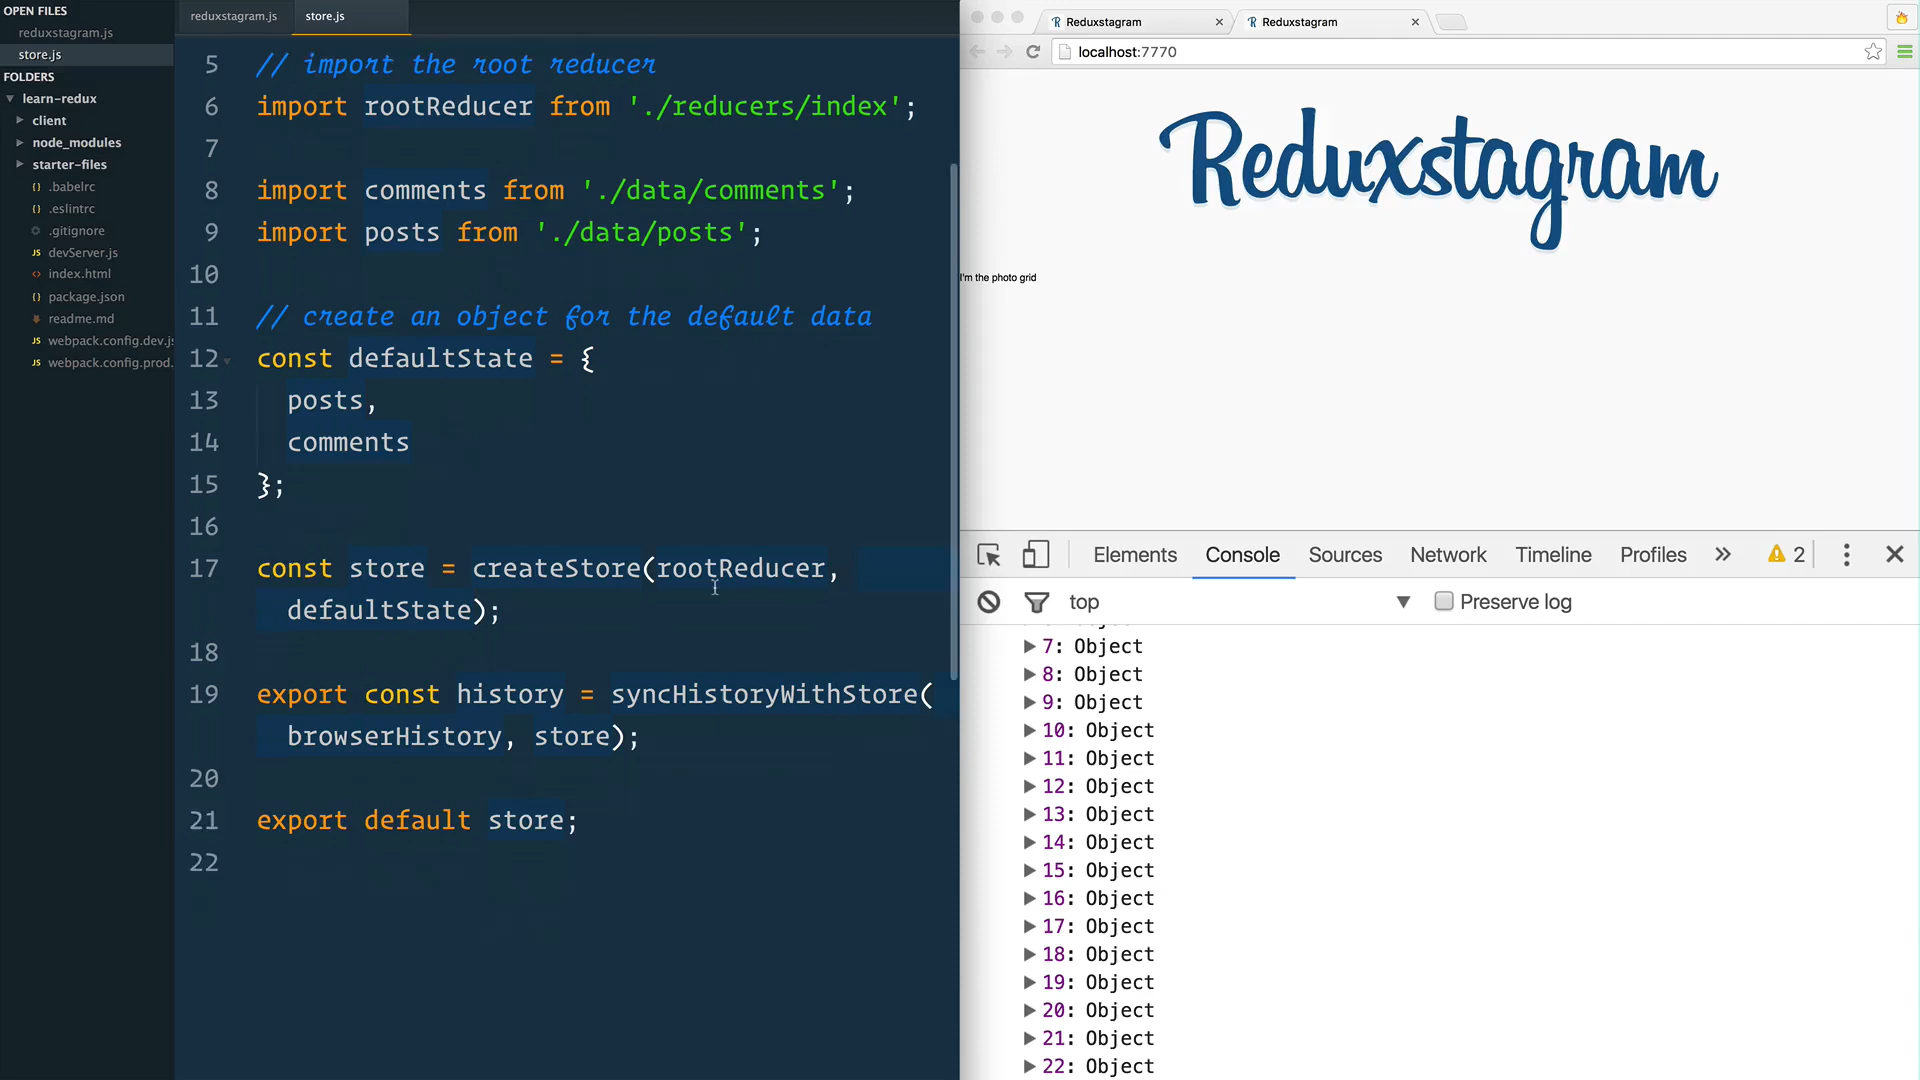 OPEN FILES
reduxstagram.js
store.js
FOLDERS
learn-redux
client
node_modules
starter-files
.babelrc
.eslintrc
.gitignore
devServer.js
index.html
package.json
readme.md
webpack.config.dev.js
webpack.config.prod.
reduxstagram.js
store.js
5 // import the root reducer
6 import rootReducer from './reducers/index';
7
8 import comments from './data/comments';
9 import posts from './data/posts';
10
11 // create an object for the default data
12 const defaultState = {
13 posts,
14 comments
15 };
16
17 const store = createStore(rootReducer,
defaultState);
18
19 export const history = syncHistoryWithStore(
browserHistory, store);
20
21 export default store;
22
Reduxstagram
Reduxstagram
localhost:7770
Reduxstagram
I'm the photo grid
Elements Console Sources Network Timeline Profiles 2
top Preserve log
7: Object
8: Object
9: Object
10: Object
11: Object
12: Object
13: Object
14: Object
15: Object
16: Object
17: Object
18: Object
19: Object
20: Object
21: Object
22: Object